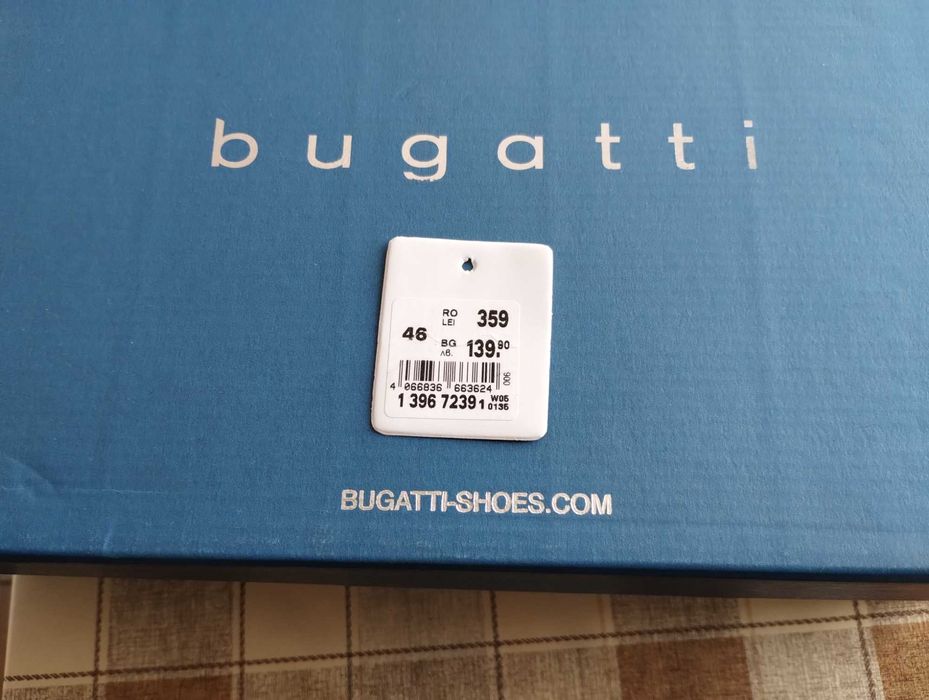 bugatti
RO LEI 359
46
BG лв. 139.90
900
4 066836 663624
1 396 7239 1 W05 0135
BUGATTI-SHOES.COM